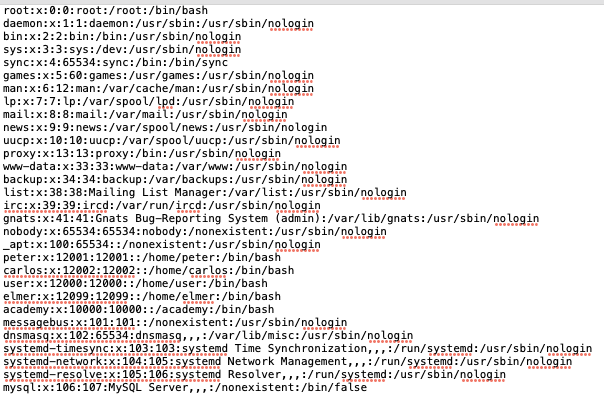 root:x:0:0:root:/root:/bin/bash
daemon:x:1:1:daemon:/usr/sbin:/usr/sbin/nologin
bin:x:2:2:bin:/bin:/usr/sbin/nologin
sys:x:3:3:sys:/dev:/usr/sbin/nologin
sync:x:4:65534:sync:/bin:/bin/sync
games:x:5:60:games:/usr/games:/usr/sbin/nologin
man:x:6:12:man:/var/cache/man:/usr/sbin/nologin
lp:x:7:7:lp:/var/spool/lpd:/usr/sbin/nologin
mail:x:8:8:mail:/var/mail:/usr/sbin/nologin
news:x:9:9:news:/var/spool/news:/usr/sbin/nologin
uucp:x:10:10:uucp:/var/spool/uucp:/usr/sbin/nologin
proxy:x:13:13:proxy:/bin:/usr/sbin/nologin
www-data:x:33:33:www-data:/var/www:/usr/sbin/nologin
backup:x:34:34:backup:/var/backups:/usr/sbin/nologin
list:x:38:38:Mailing List Manager:/var/list:/usr/sbin/nologin
irc:x:39:39:ircd:/var/run/ircd:/usr/sbin/nologin
gnats:x:41:41:Gnats Bug-Reporting System (admin):/var/lib/gnats:/usr/sbin/nologin
nobody:x:65534:65534:nobody:/nonexistent:/usr/sbin/nologin
_apt:x:100:65534::/nonexistent:/usr/sbin/nologin
peter:x:12001:12001::/home/peter:/bin/bash
carlos:x:12002:12002::/home/carlos:/bin/bash
user:x:12000:12000::/home/user:/bin/bash
elmer:x:12099:12099::/home/elmer:/bin/bash
academy:x:10000:10000::/academy:/bin/bash
messagebus:x:101:101::/nonexistent:/usr/sbin/nologin
dnsmasq:x:102:65534:dnsmasq,,,:/var/lib/misc:/usr/sbin/nologin
systemd-timesync:x:103:103:systemd Time Synchronization,,,:/run/systemd:/usr/sbin/nologin
systemd-network:x:104:105:systemd Network Management,,,:/run/systemd:/usr/sbin/nologin
systemd-resolve:x:105:106:systemd Resolver,,,:/run/systemd:/usr/sbin/nologin
mysql:x:106:107:MySQL Server,,,:/nonexistent:/bin/false